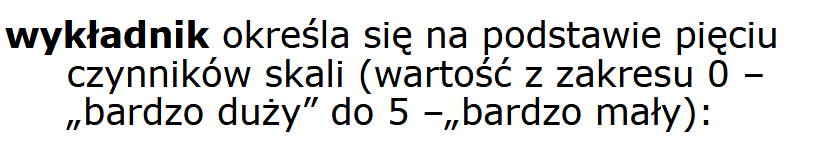 wykładnik określa się na podstawie pięciu
czynników skali (wartość z zakresu 0 –
„bardzo duży” do 5 –„bardzo mały):